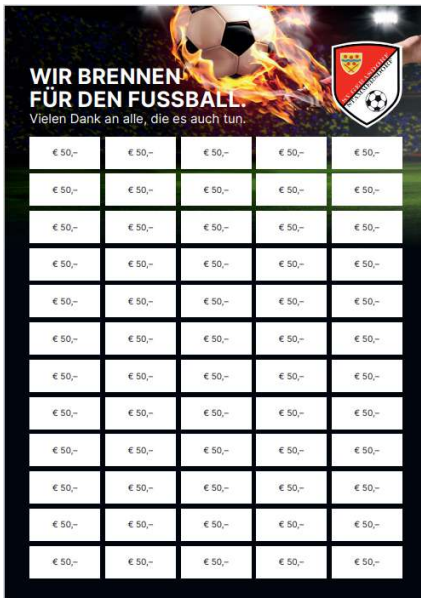 WIR BRENNEN
FÜR DEN FUSSBALL.
Vielen Dank an alle, die es auch tun.
SV GERASDORF
STAMMERSDORF
€ 50,– € 50,– € 50,– € 50,– € 50,–
€ 50,– € 50,– € 50,– € 50,– € 50,–
€ 50,– € 50,– € 50,– € 50,– € 50,–
€ 50,– € 50,– € 50,– € 50,– € 50,–
€ 50,– € 50,– € 50,– € 50,– € 50,–
€ 50,– € 50,– € 50,– € 50,– € 50,–
€ 50,– € 50,– € 50,– € 50,– € 50,–
€ 50,– € 50,– € 50,– € 50,– € 50,–
€ 50,– € 50,– € 50,– € 50,– € 50,–
€ 50,– € 50,– € 50,– € 50,– € 50,–
€ 50,– € 50,– € 50,– € 50,– € 50,–
€ 50,– € 50,– € 50,– € 50,– € 50,–